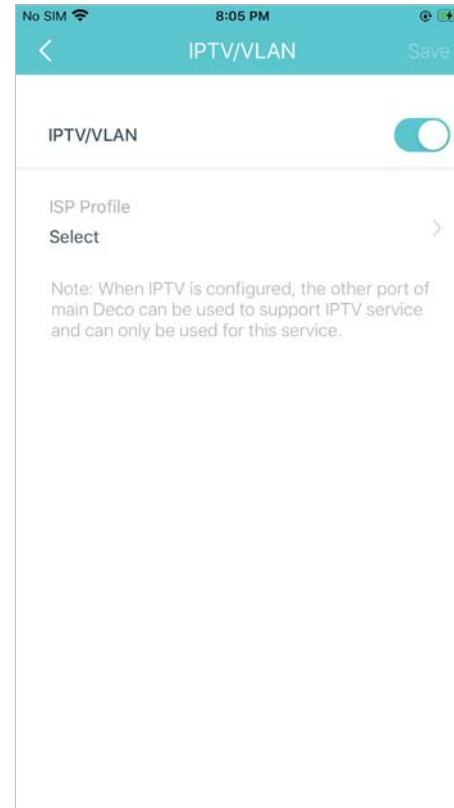 No SIM 8:05 PM
IPTV/VLAN Save
IPTV/VLAN
ISP Profile
Select
Note: When IPTV is configured, the other port of
main Deco can be used to support IPTV service
and can only be used for this service.